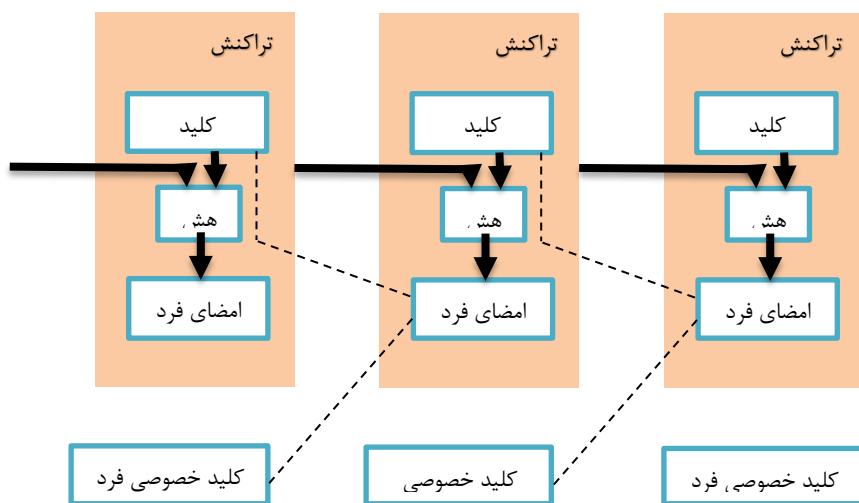 تراکنش
تراکنش
تراکنش
کلید
کلید
کلید
هش
هش
هش
امضای فرد
امضای فرد
امضای فرد
کلید خصوصی فرد
کلید خصوصی
کلید خصوصی فرد